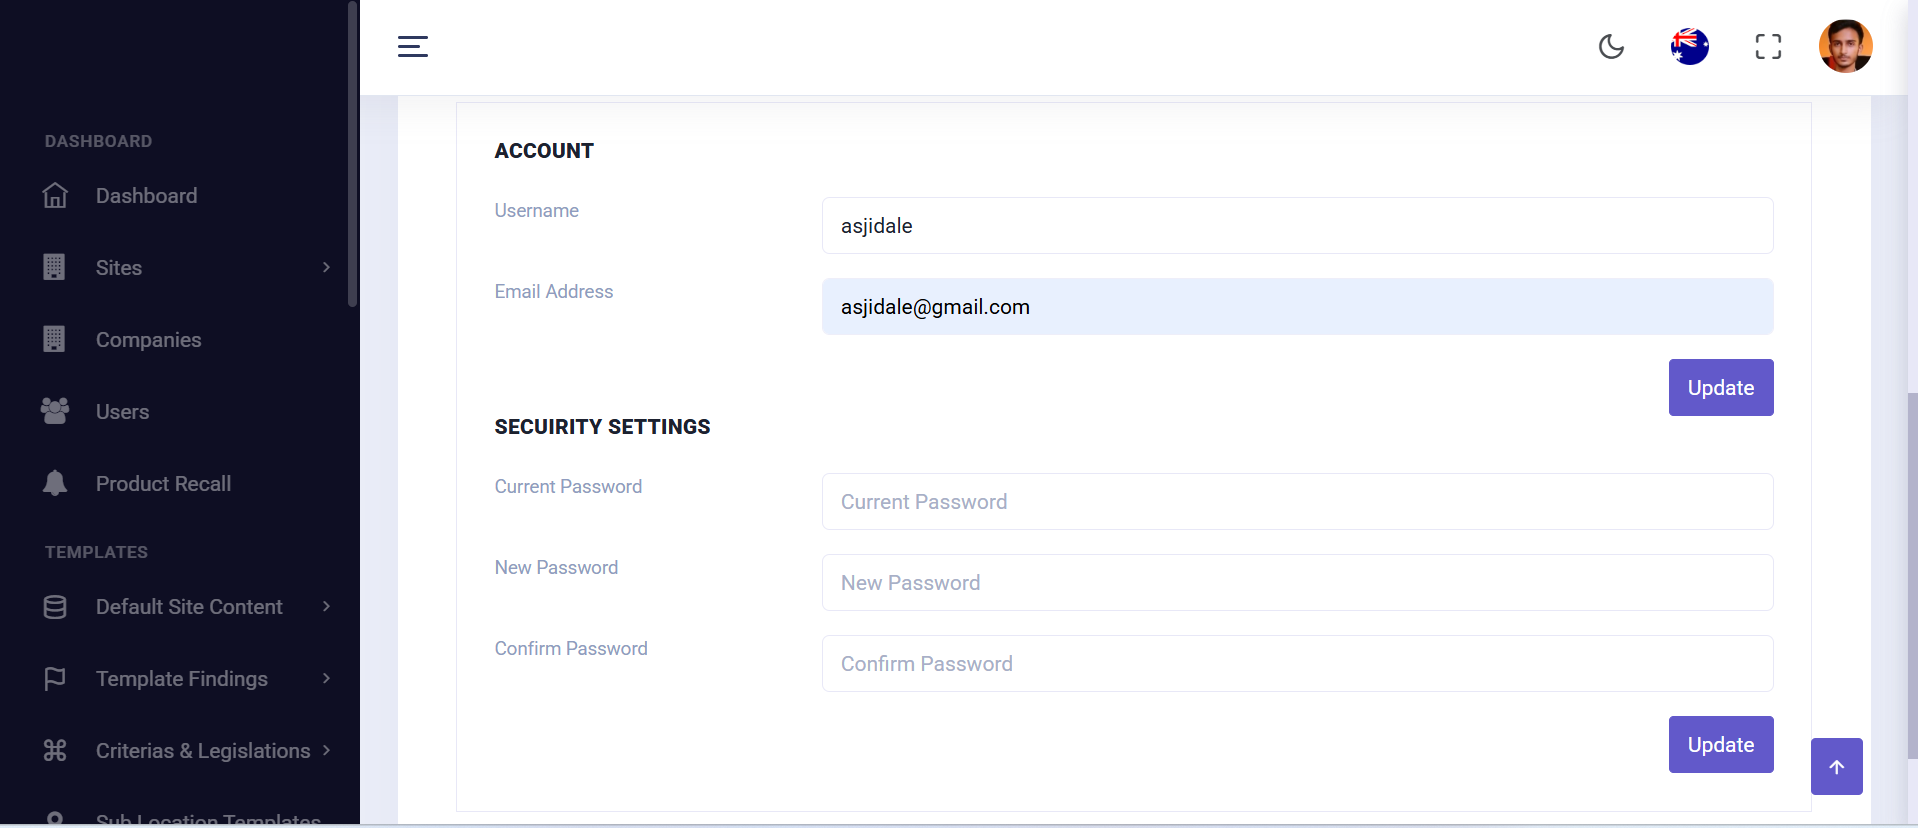 DASHBOARD
Dashboard
Sites
Companies
Users
Product Recall
TEMPLATES
Default Site Content
Template Findings
Criterias & Legislations
Sub Location Templates
ACCOUNT
Username
asjidale
Email Address
asjidale@gmail.com
Update
SECUIRITY SETTINGS
Current Password
Current Password
New Password
New Password
Confirm Password
Confirm Password
Update